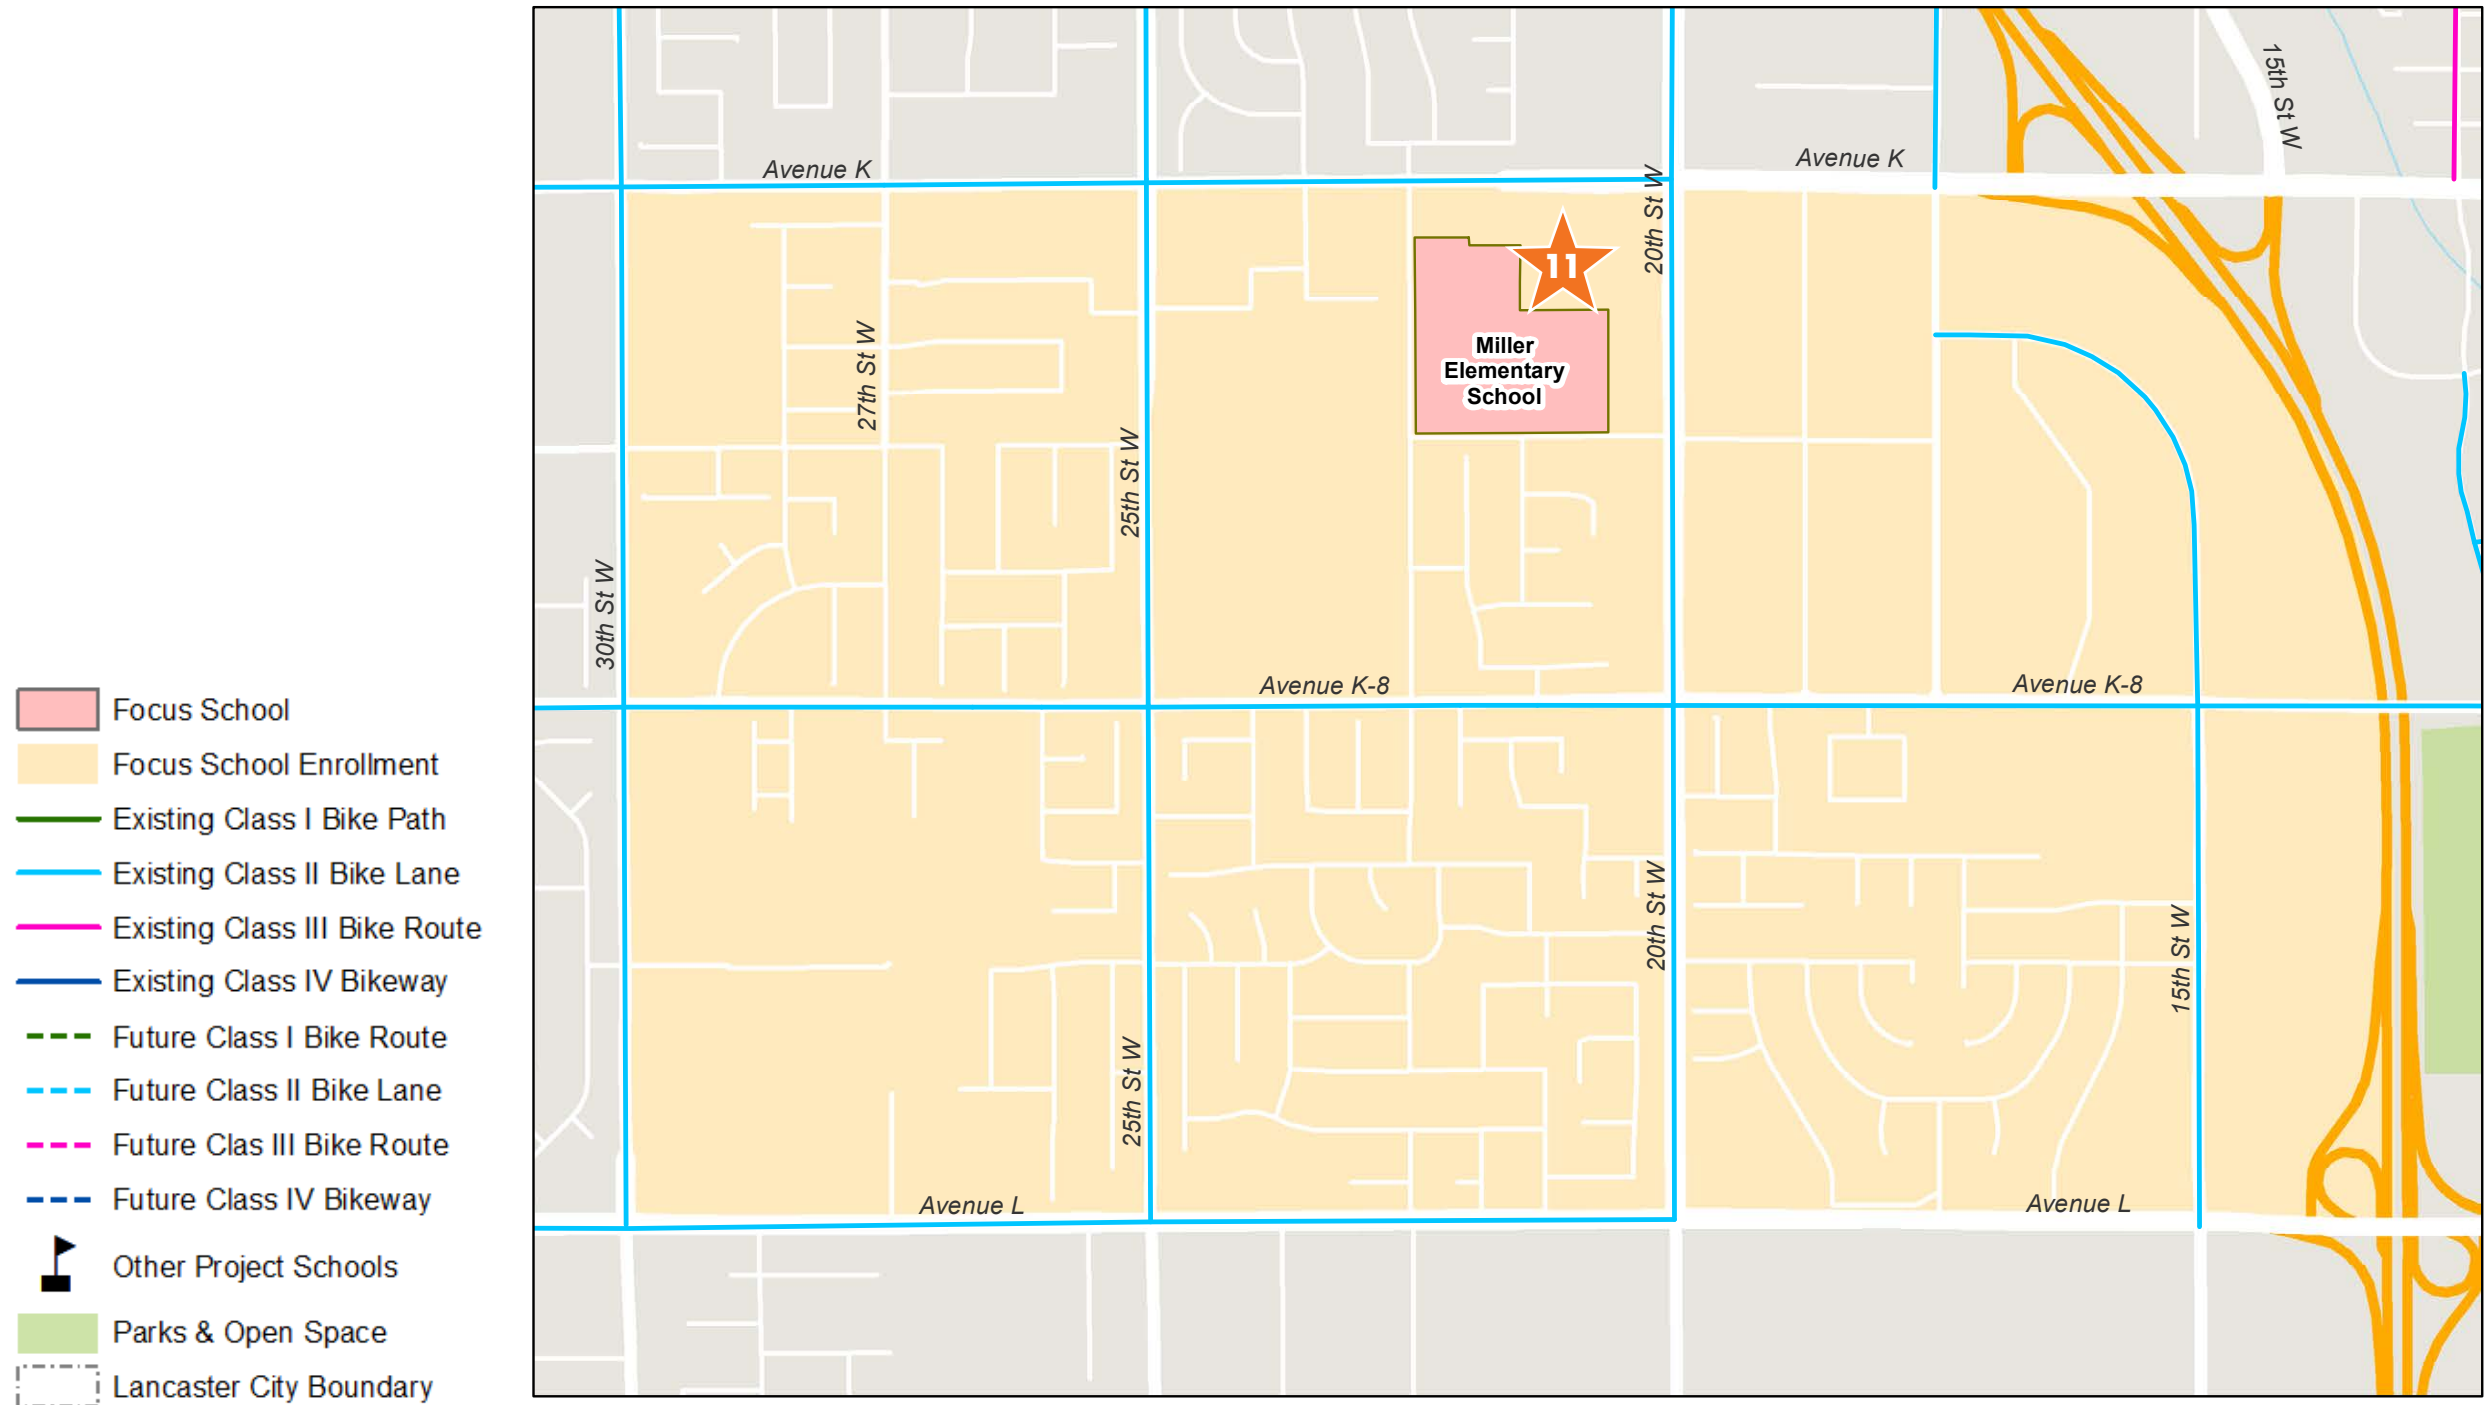 Focus School
Focus School Enrollment
Existing Class I Bike Path
Existing Class II Bike Lane
Existing Class III Bike Route
Existing Class IV Bikeway
Future Class I Bike Route
Future Class II Bike Lane
Future Clas III Bike Route
Future Class IV Bikeway
Other Project Schools
Parks & Open Space
Lancaster City Boundary
15th St W
Avenue K
Avenue K
20th St W
11
Miller
Elementary
School
27th St W
25th St W
30th St W
Avenue K-8
Avenue K-8
20th St W
15th St W
25th St W
Avenue L
Avenue L